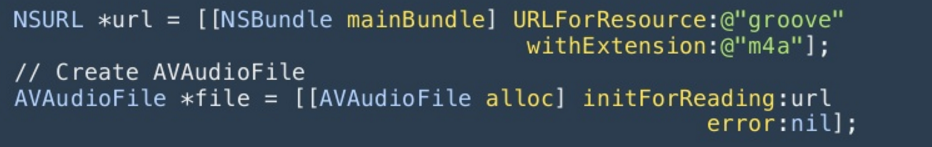 NSURL *url = [[NSBundle mainBundle] URLForResource:@"groove"
withExtension:@"m4a"];
// Create AVAudioFile
AVAudioFile *file = [[AVAudioFile alloc] initForReading:url
error:nil];